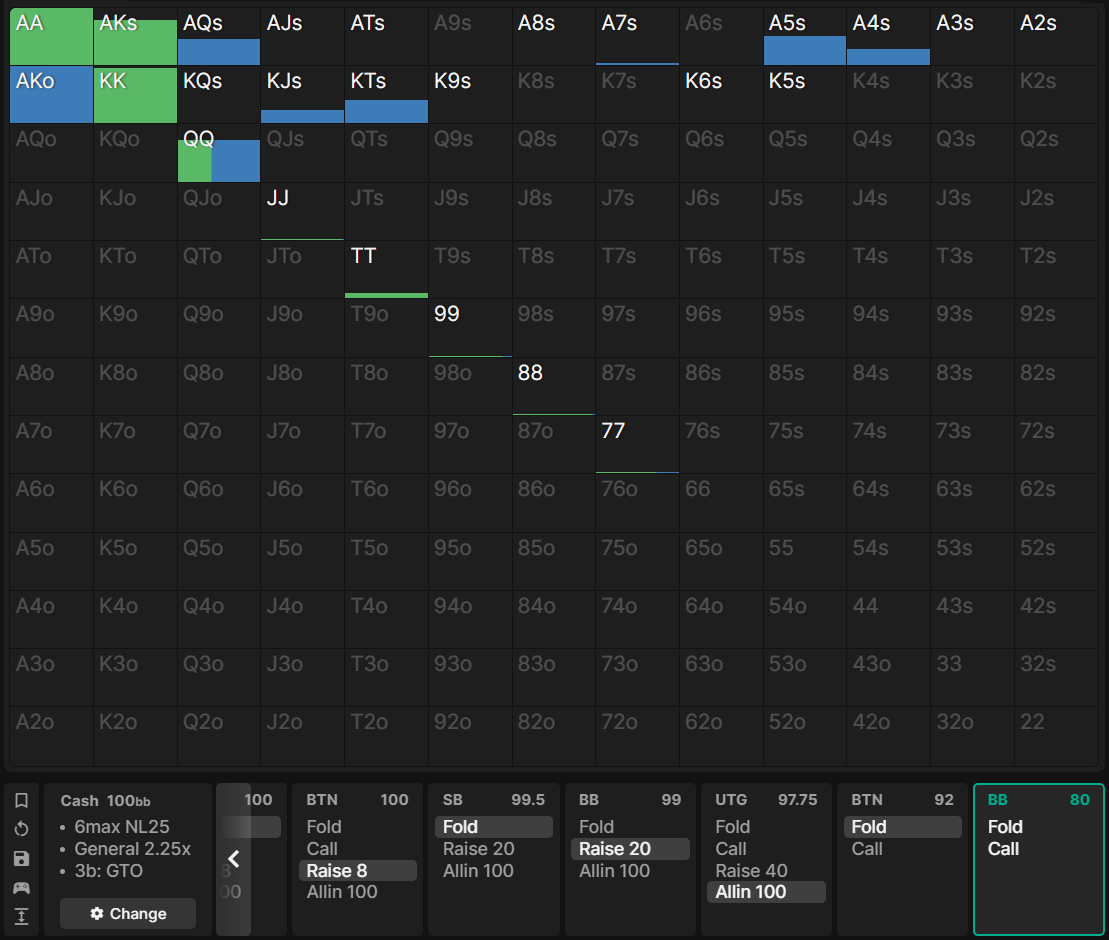 AA AKs AQs AJs ATs A9s A8s A7s A6s A5s A4s A3s A2s
AKo KK KQs KJs KTs K9s K8s K7s K6s K5s K4s K3s K2s
AQo KQo QQ QJs QTs Q9s Q8s Q7s Q6s Q5s Q4s Q3s Q2s
AJo KJo QJo JJ JTs J9s J8s J7s J6s J5s J4s J3s J2s
ATo KTo QTo JTo TT T9s T8s T7s T6s T5s T4s T3s T2s
A9o K9o Q9o J9o T9o 99 98s 97s 96s 95s 94s 93s 92s
A8o K8o Q8o J8o T8o 98o 88 87s 86s 85s 84s 83s 82s
A7o K7o Q7o J7o T7o 97o 87o 77 76s 75s 74s 73s 72s
A6o K6o Q6o J6o T6o 96o 86o 76o 66 65s 64s 63s 62s
A5o K5o Q5o J5o T5o 95o 85o 75o 65o 55 54s 53s 52s
A4o K4o Q4o J4o T4o 94o 84o 74o 64o 54o 44 43s 42s
A3o K3o Q3o J3o T3o 93o 83o 73o 63o 53o 43o 33 32s
A2o K2o Q2o J2o T2o 92o 82o 72o 62o 52o 42o 32o 22
Cash 100bb
• 6max NL25
• General 2.25x
• 3b: GTO
Change
100
8
00
BTN 100
Fold
Call
Raise 8
Allin 100
SB 99.5
Fold
Raise 20
Allin 100
BB 99
Fold
Raise 20
Allin 100
UTG 97.75
Fold
Call
Raise 40
Allin 100
BTN 92
Fold
Call
BB 80
Fold
Call